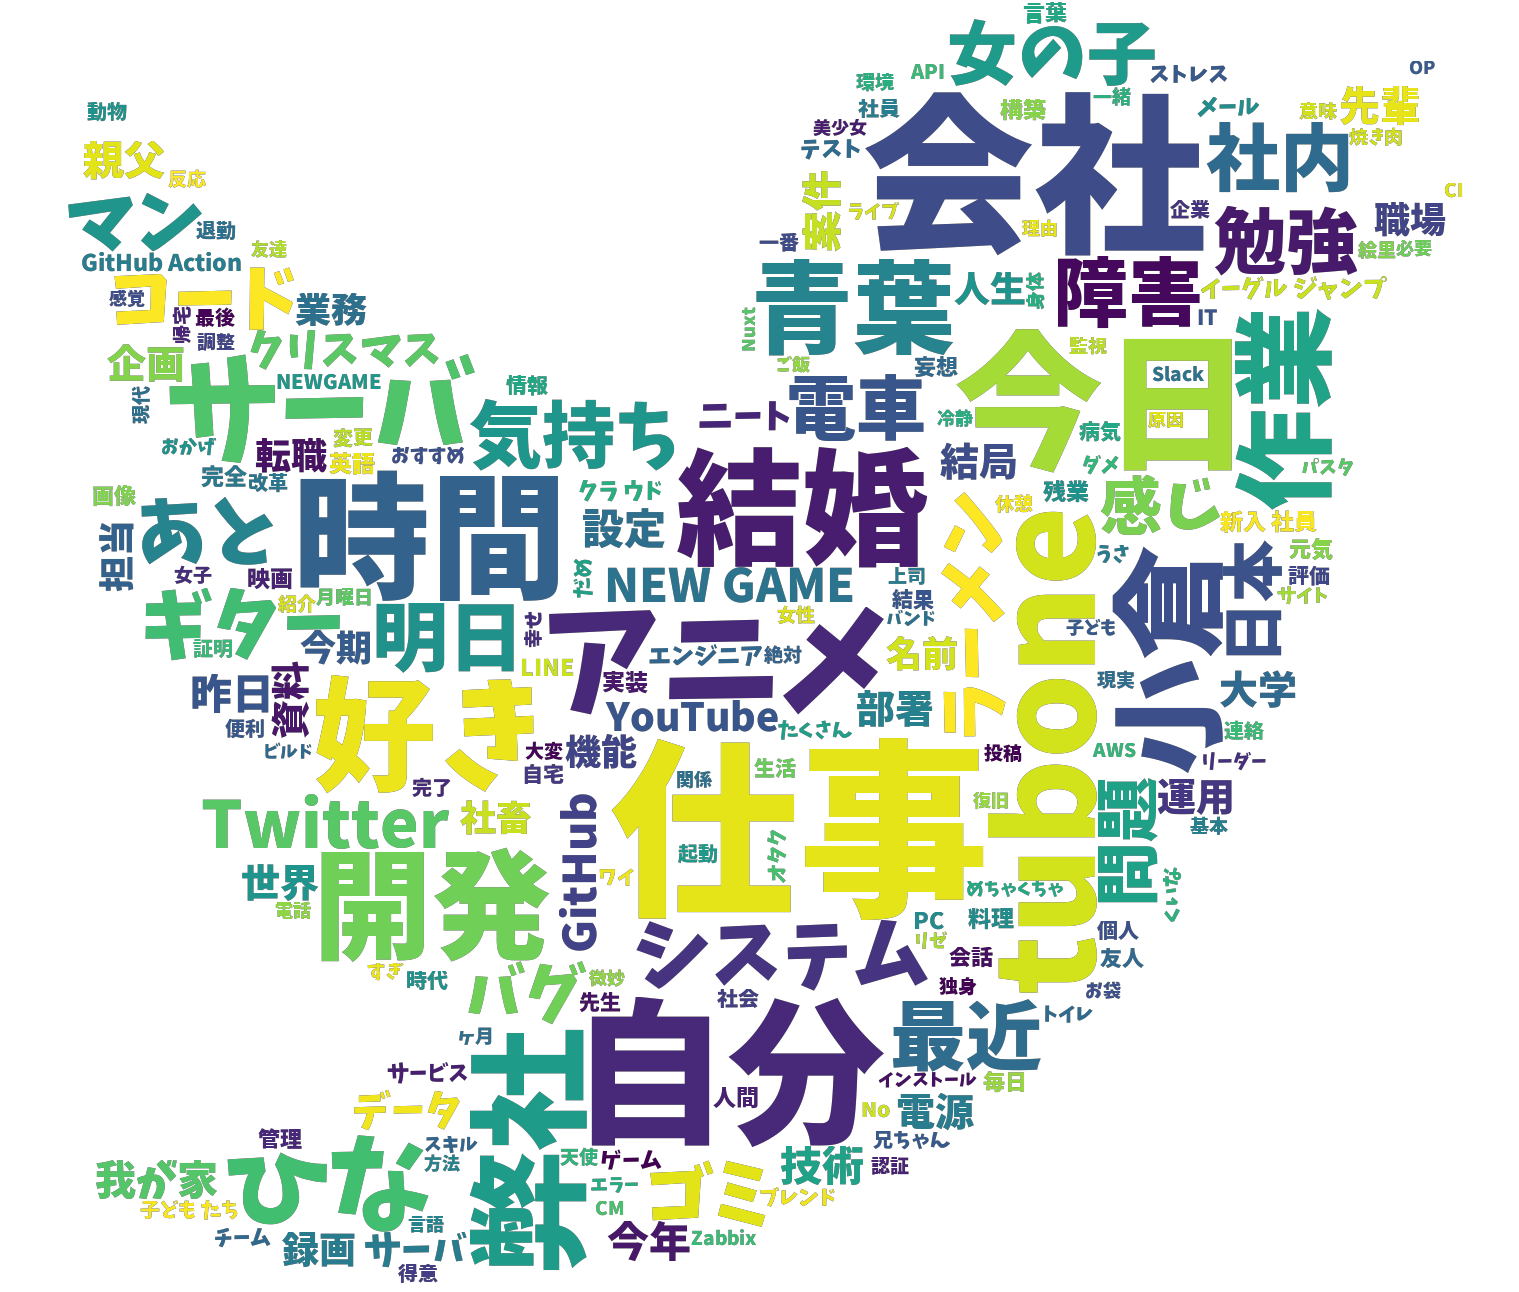 言葉
女の子
API
環境
ストレス
OP
動物
社員
構築
一緒
メール
意味
先輩
美少女
テスト
会社
社内
焼き肉
親父
反応
案件
ライブ
企業
CI
マン
退勤
一番
理由
勉強
職場
友達
絵里
必要
GitHub Action
青葉
人生
身体
障害
イーグル ジャンプ
感覚
コード
業務
帰宅
最後
調整
Nuxt
IT
クリスマス
企画
ご飯
妄想
今日
監視
Slack
作業
サーバ
NEWGAME
情報
電車
現代
気持ち
ニート
冷静
原因
病気
おかげ
転職
変更
英語
おすすめ
結婚
結局
ダメ
パスタ
完全
改革
時間
クラウド
残業
感じ
画像
あと
設定
ラーメン
休憩
新入 社員
担当
うさ
元気
女子
映画
だめ
NEW GAME
上司
tubone
小倉
日本
評価
サイト
ギター
紹介
月曜日
結果
女性
バンド
子ども
証明
今期
明日
幸せ
アニメ
エンジニア
絶対
名前
LINE
昨日
資料
好き
実装
現実
大学
便利
YouTube
たくさん
部署
連絡
ビルド
大変
機能
投稿
AWS
リーダー
自宅
仕事
関係
生活
完了
Twitter
社畜
GitHub
復旧
問題
運用
基本
開発
起動
オタク
世界
ワイ
めちゃくちゃ
ないく
電話
PC
料理
個人
システム
リゼ
会話
友人
すぎ
時代
バグ
微妙
先生
社会
独身
お袋
自分
最近
トイレ
ヶ月
弊社
サービス
インストール
毎日
データ
人間
No
電源
管理
スキル
方法
兄ちゃん
我が家
ひな
天使
ゲーム
技術
認証
子ども たち
エラー
ゴミ
ブレンド
CM
言語
チーム
録画 サーバ
今年
Zabbix
得意